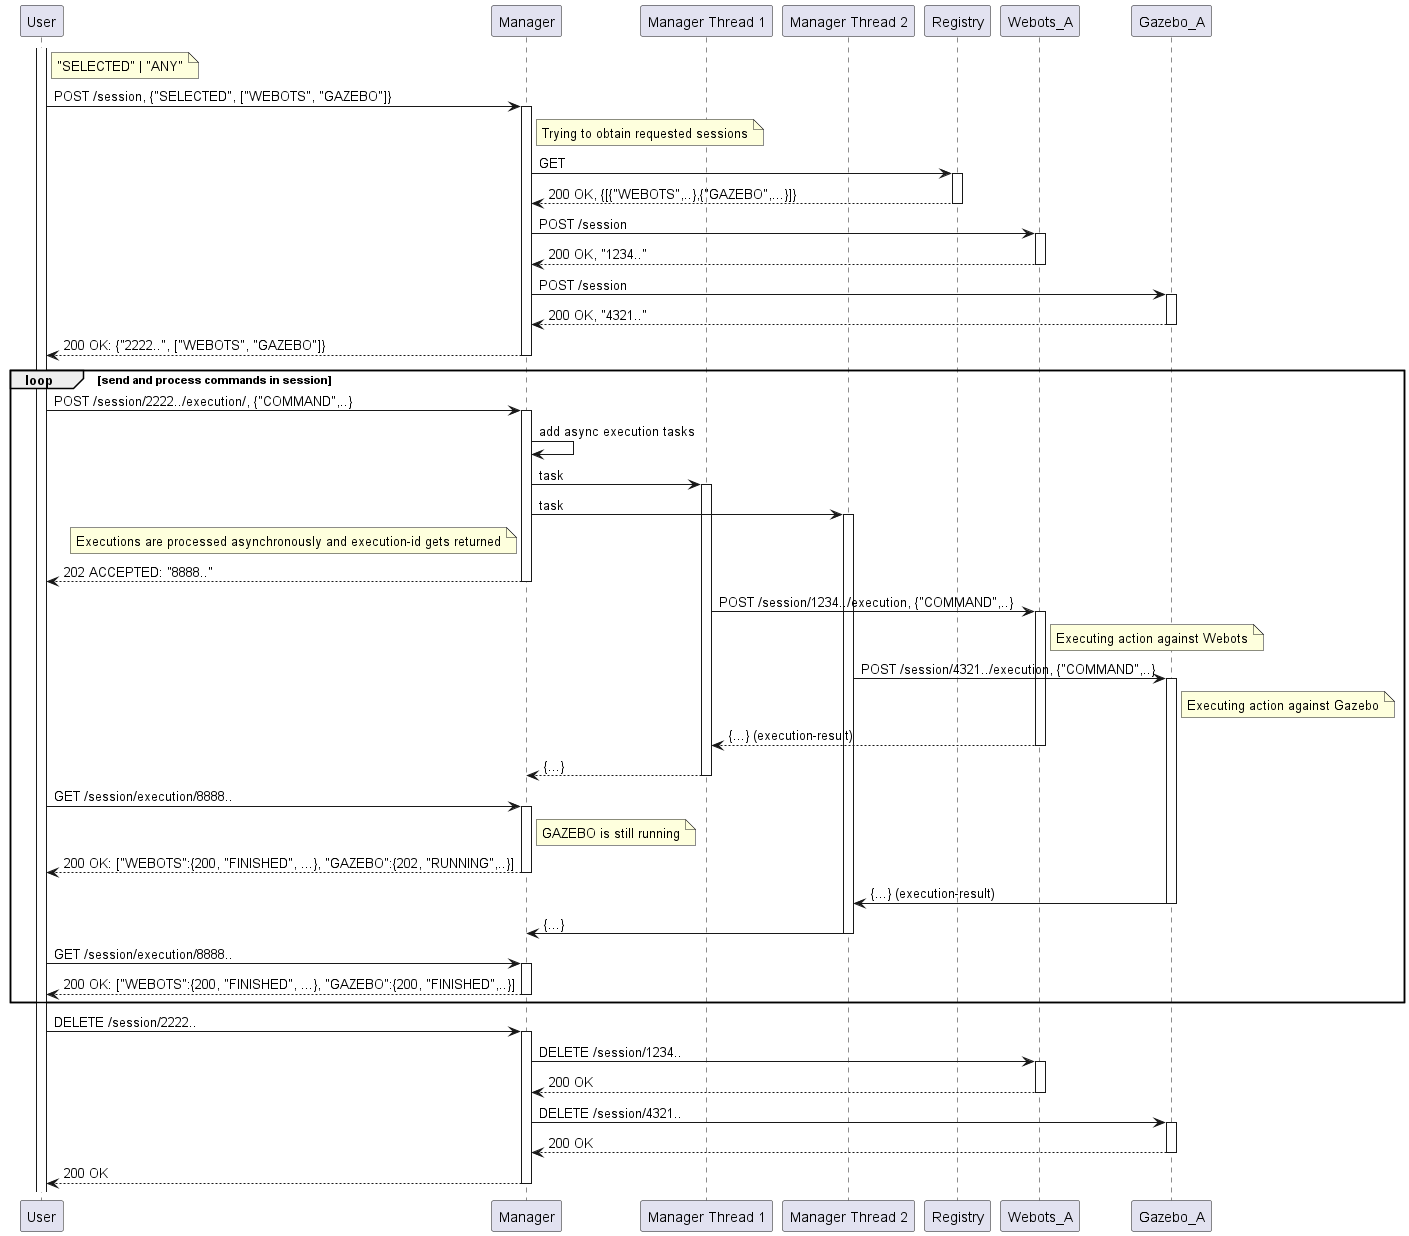 User
Manager
Manager Thread 1
Manager Thread 2
Registry
Webots_A
Gazebo_A
"SELECTED" | "ANY"
POST /session, {"SELECTED", ["WEBOTS", "GAZEBO"]}
Trying to obtain requested sessions
GET
200 OK, {[{"WEBOTS",..},{"GAZEBO",...}]}
POST /session
200 OK, "1234.."
POST /session
200 OK, "4321.."
200 OK: {"2222..", ["WEBOTS", "GAZEBO"]}
loop
[send and process commands in session]
POST /session/2222../execution/, {"COMMAND",..}
add async execution tasks
task
task
Executions are processed asynchronously and execution-id gets returned
202 ACCEPTED: "8888.."
POST /session/1234../execution, {"COMMAND",..}
Executing action against Webots
POST /session/4321../execution, {"COMMAND",..}
Executing action against Gazebo
{...} (execution-result)
{...}
GET /session/execution/8888..
GAZEBO is still running
200 OK: ["WEBOTS":{200, "FINISHED", ...}, "GAZEBO":{202, "RUNNING",..}]
{...} (execution-result)
{...}
GET /session/execution/8888..
200 OK: ["WEBOTS":{200, "FINISHED", ...}, "GAZEBO":{200, "FINISHED",..}]
DELETE /session/2222..
DELETE /session/1234..
200 OK
DELETE /session/4321..
200 OK
200 OK
User
Manager
Manager Thread 1
Manager Thread 2
Registry
Webots_A
Gazebo_A